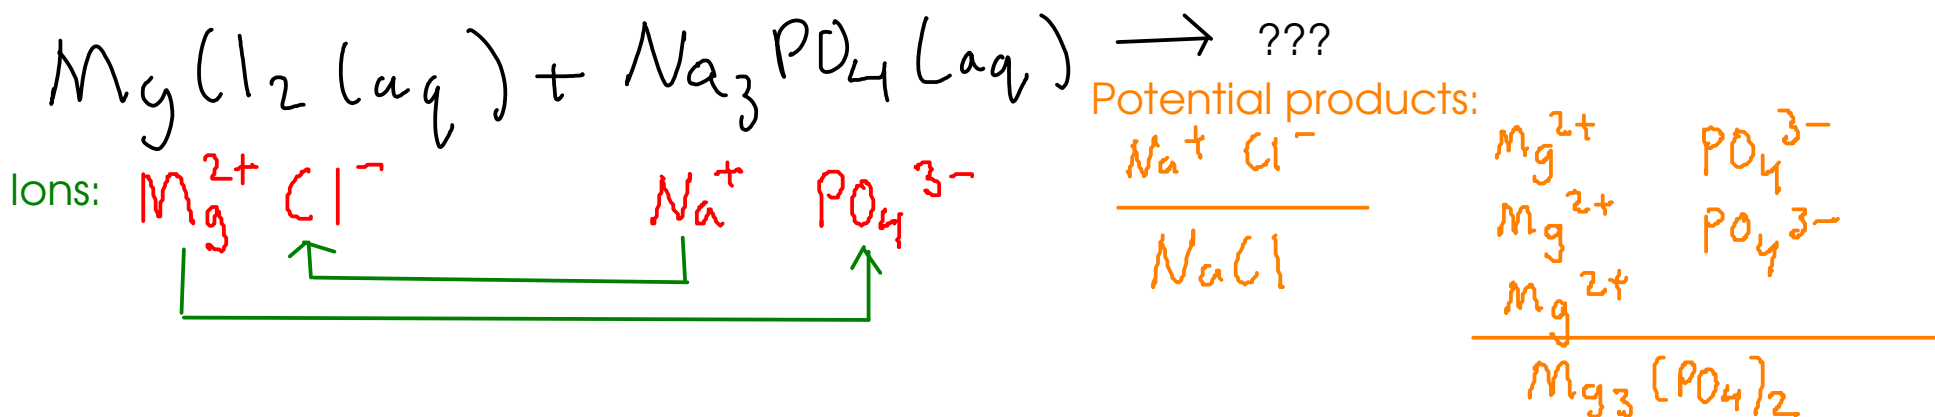 MgCl₂ (aq) + Na₃PO₄ (aq) → ???
Potential products:
Ions: Mg²⁺ Cl⁻ Na⁺ PO₄³⁻
Na⁺ Cl⁻
NaCl
Mg²⁺ PO₄³⁻
Mg²⁺ PO₄³⁻
Mg²⁺
Mg₃(PO₄)₂